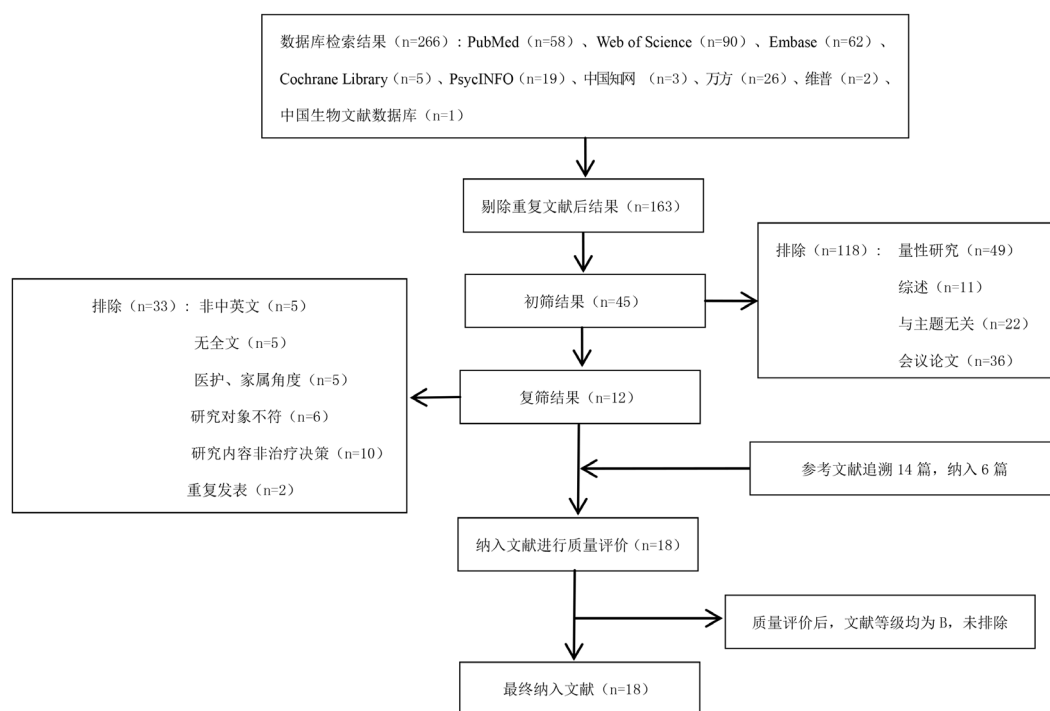 数据库检索结果（n=266）：PubMed（n=58）、Web of Science（n=90）、Embase（n=62）、
Cochrane Library（n=5）、PsycINFO（n=19）、中国知网 （n=3）、万方（n=26）、维普（n=2）、
中国生物文献数据库（n=1）
剔除重复文献后结果（n=163）
排除（n=118）： 量性研究（n=49）
综述（n=11）
与主题无关（n=22）
会议论文（n=36）
初筛结果（n=45）
排除（n=33）：非中英文（n=5）
无全文（n=5）
医护、家属角度（n=5）
研究对象不符（n=6）
研究内容非治疗决策（n=10）
重复发表（n=2）
复筛结果（n=12）
参考文献追溯 14 篇，纳入 6 篇
纳入文献进行质量评价（n=18）
质量评价后，文献等级均为 B，未排除
最终纳入文献（n=18）